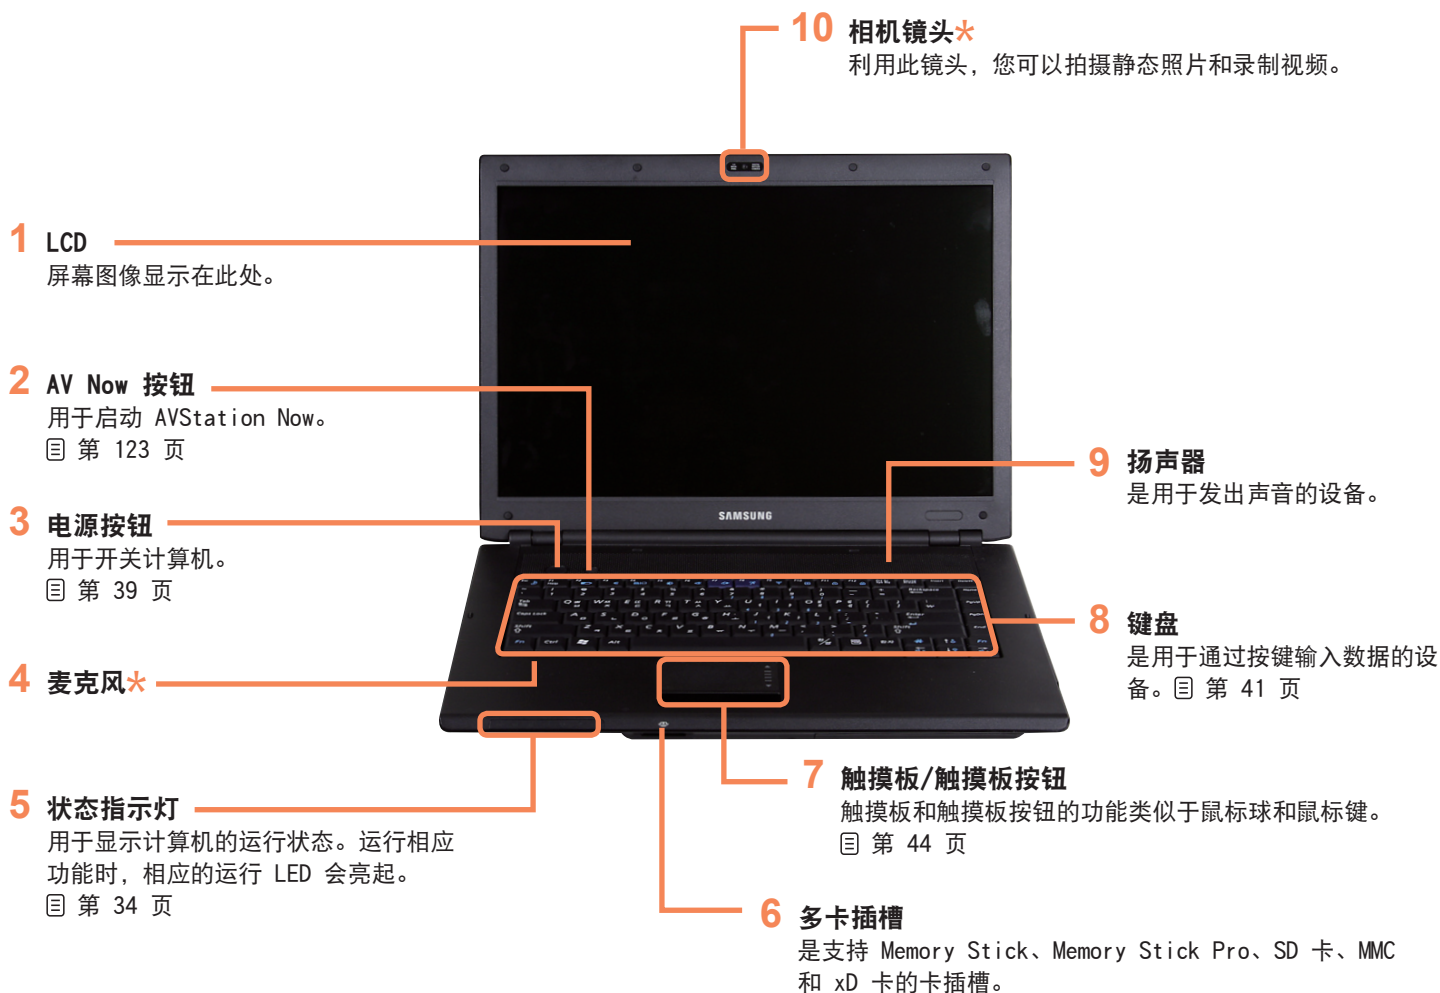 10 相机镜头*
利用此镜头，您可以拍摄静态照片和录制视频。
1 LCD
屏幕图像显示在此处。
2 AV Now 按钮
用于启动 AVStation Now。
第 123 页
3 电源按钮
用于开关计算机。
第 39 页
4 麦克风*
5 状态指示灯
用于显示计算机的运行状态。运行相应
功能时，相应的运行 LED 会亮起。
第 34 页
SAMSUNG
9 扬声器
是用于发出声音的设备。
8 键盘
是用于通过按键输入数据的设
备。 第 41 页
7 触摸板/触摸板按钮
触摸板和触摸板按钮的功能类似于鼠标球和鼠标键。
第 44 页
6 多卡插槽
是支持 Memory Stick、Memory Stick Pro、SD 卡、MMC
和 xD 卡的卡插槽。